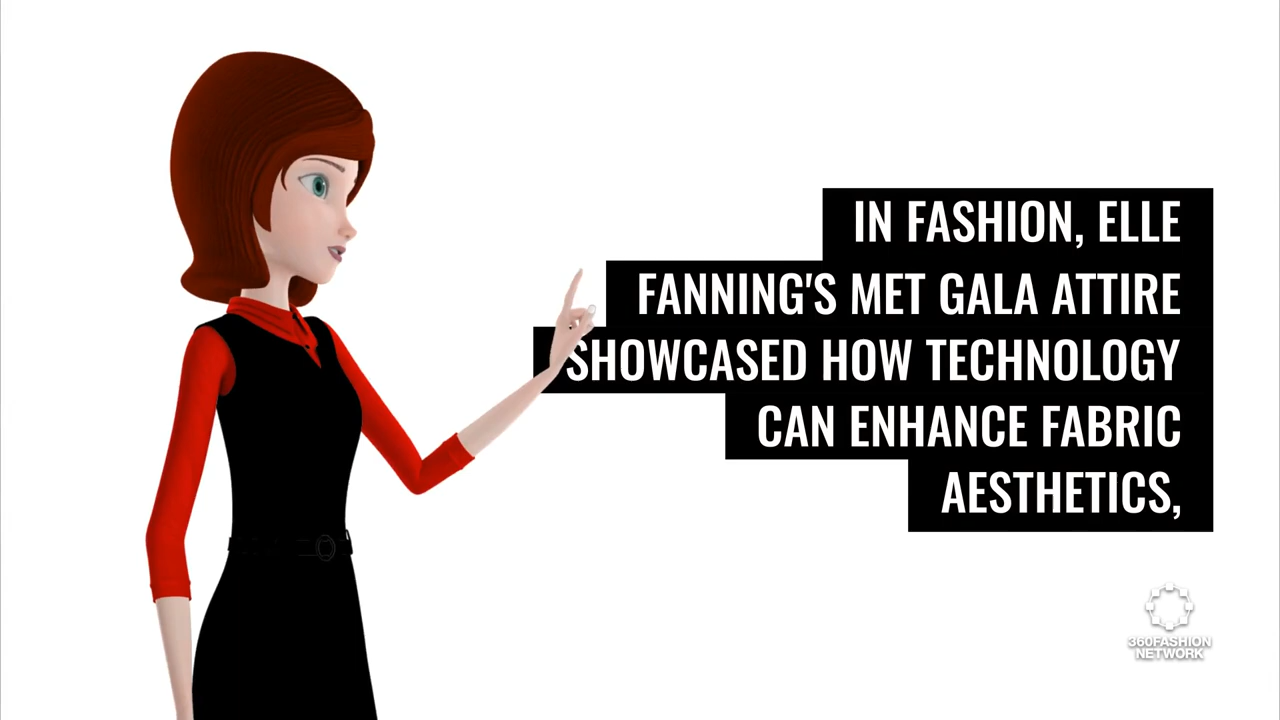 IN FASHION, ELLE
FANNING'S MET GALA ATTIRE
SHOWCASED HOW TECHNOLOGY
CAN ENHANCE FABRIC
AESTHETICS,
360FASHION
NETWORK